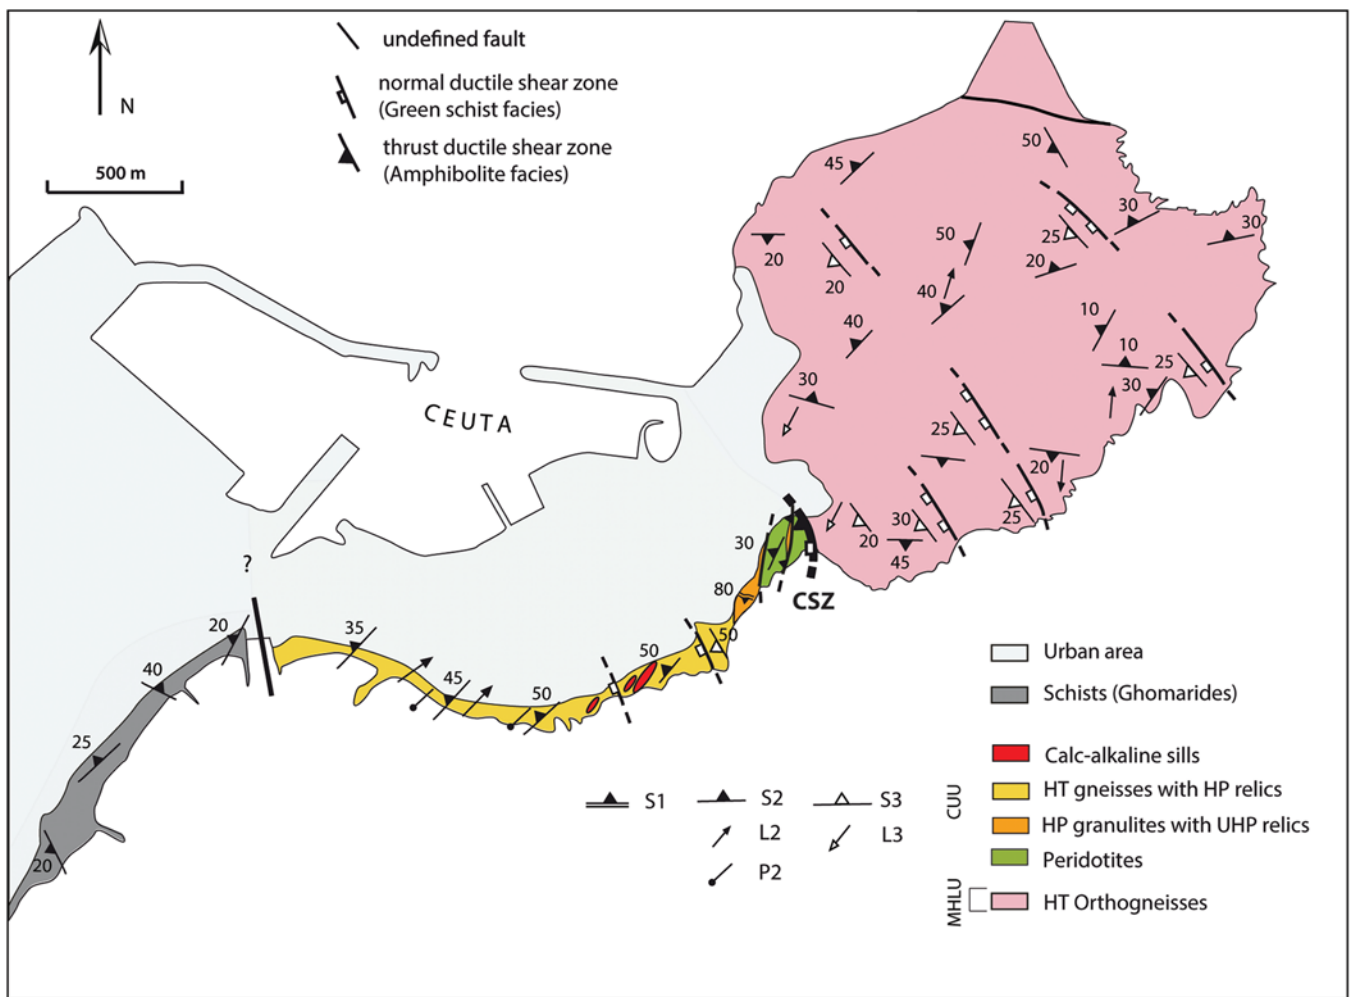 undefined fault
normal ductile shear zone
(Green schist facies)
thrust ductile shear zone
(Amphibolite facies)
N
500 m
50
45
30
30
50
25
20
20
20
40
10
40
10
25
30
30
25
20
CEUTA
30
25
20
45
30
?
80
CSZ
20
35
50
50
40
45
50
25
20
Urban area
Schists (Ghomarides)
Calc-alkaline sills
CUU
HT gneisses with HP relics
HP granulites with UHP relics
Peridotites
MHLU
HT Orthogneisses
S1
S2
S3
L2
L3
P2